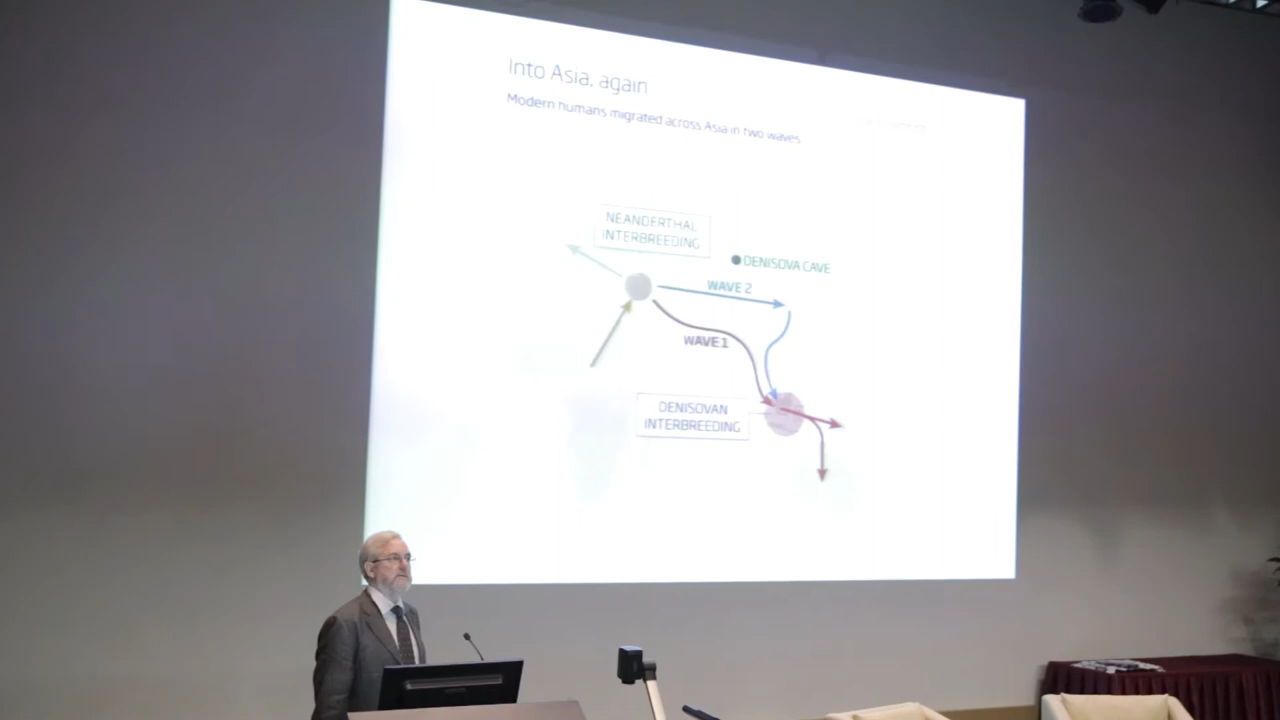 Into Asia, again
Modern humans migrated across Asia in two waves
NEANDERTHAL
INTERBREEDING
DENISOVA CAVE
WAVE 2
WAVE 1
DENISOVAN
INTERBREEDING